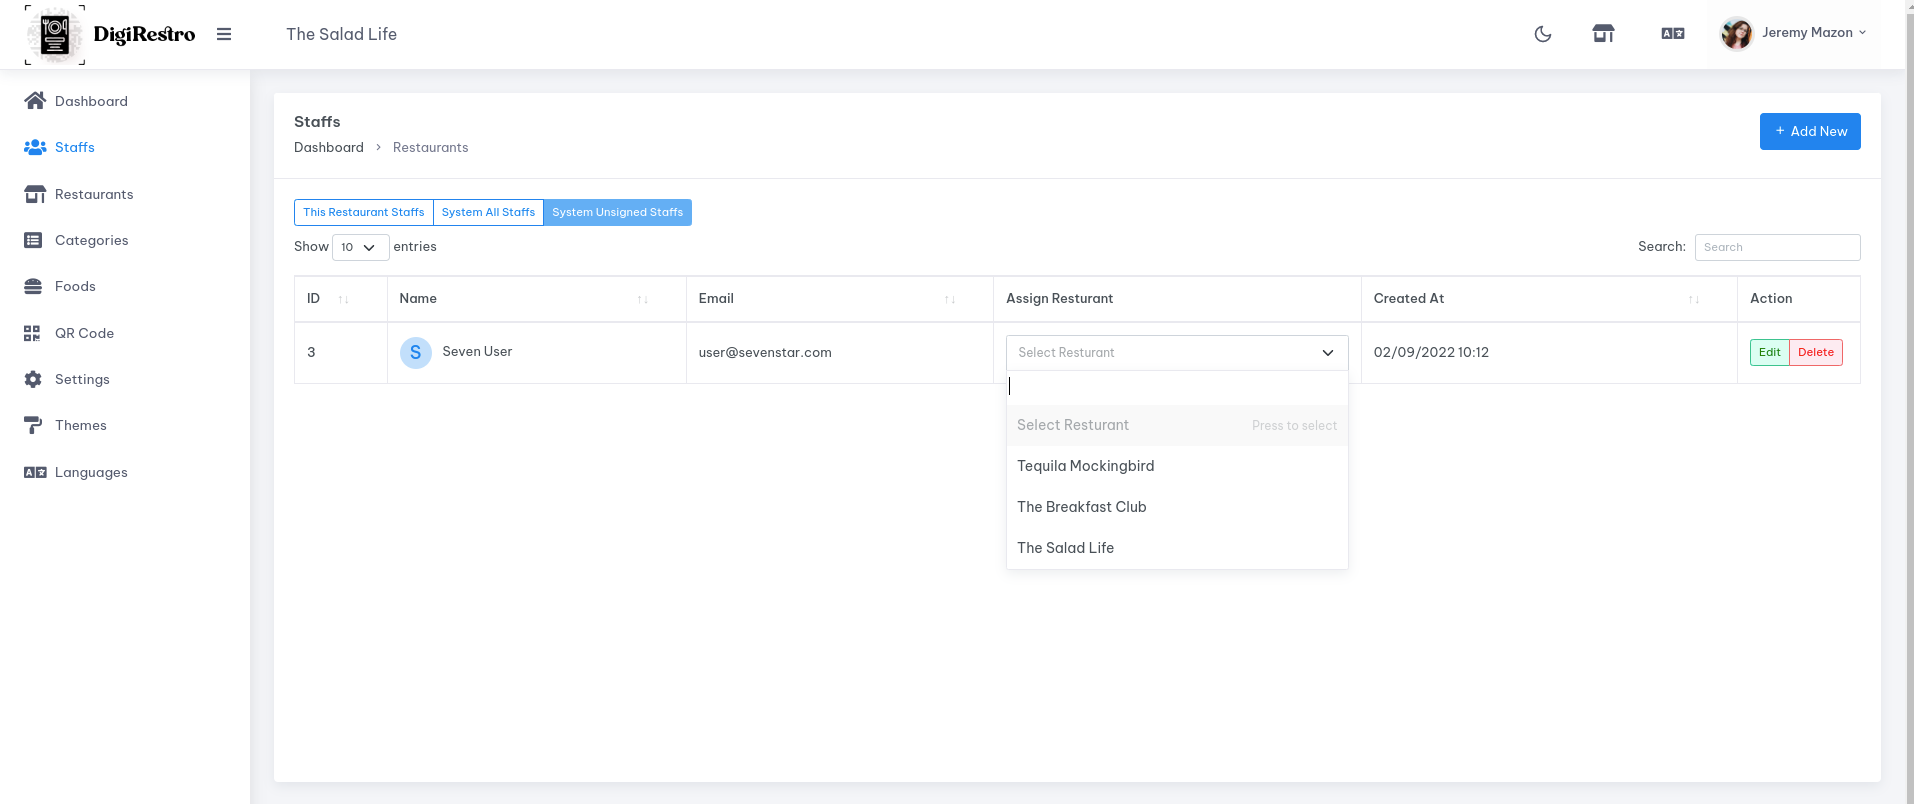 DigiRestro
The Salad Life
Jeremy Mazon
Dashboard
Staffs
Restaurants
Categories
Foods
QR Code
Settings
Themes
Languages
Staffs
Dashboard > Restaurants
+ Add New
This Restaurant Staffs System All Staffs System Unsigned Staffs
Show 10 entries
Search: Search
ID Name Email Assign Resturant Created At Action
3 S Seven User user@sevenstar.com Select Resturant 02/09/2022 10:12 Edit Delete
Select Resturant Press to select
Tequila Mockingbird
The Breakfast Club
The Salad Life